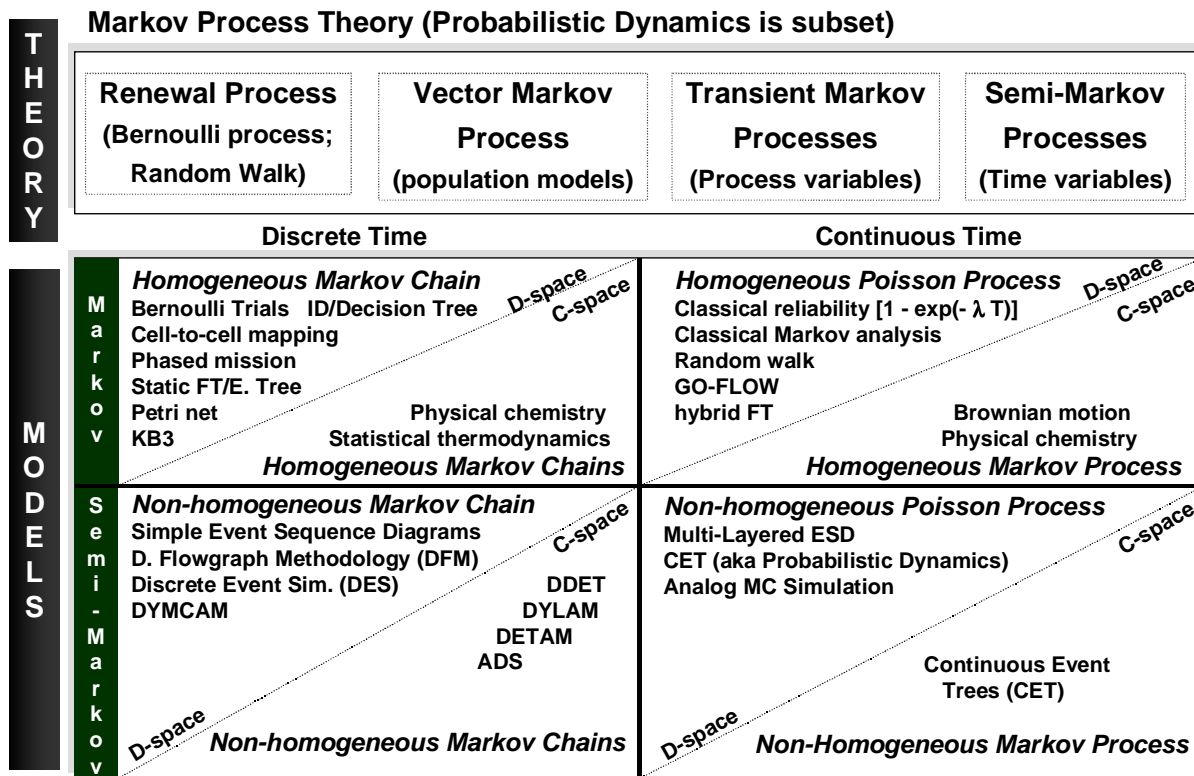 Markov Process Theory (Probabilistic Dynamics is subset)
THEORY
Renewal Process
(Bernoulli process;
Random Walk)
Vector Markov
Process
(population models)
Transient Markov
Processes
(Process variables)
Semi-Markov
Processes
(Time variables)
Discrete Time
Continuous Time
MODELS
Markov
Homogeneous Markov Chain
Bernoulli Trials ID/Decision Tree
Cell-to-cell mapping
Phased mission
Static FT/E. Tree
Petri net
KB3
D-space
C-space
Physical chemistry
Statistical thermodynamics
Homogeneous Markov Chains
Homogeneous Poisson Process
Classical reliability [1 - exp(- λ T)]
Classical Markov analysis
Random walk
GO-FLOW
hybrid FT
D-space
C-space
Brownian motion
Physical chemistry
Homogeneous Markov Process
Semi-Markov
Non-homogeneous Markov Chain
Simple Event Sequence Diagrams
D. Flowgraph Methodology (DFM)
Discrete Event Sim. (DES)
DYMCAM
C-space
DDET
DYLAM
DETAM
ADS
D-space
Non-homogeneous Markov Chains
Non-homogeneous Poisson Process
Multi-Layered ESD
CET (aka Probabilistic Dynamics)
Analog MC Simulation
C-space
Continuous Event
Trees (CET)
D-space
Non-Homogeneous Markov Process